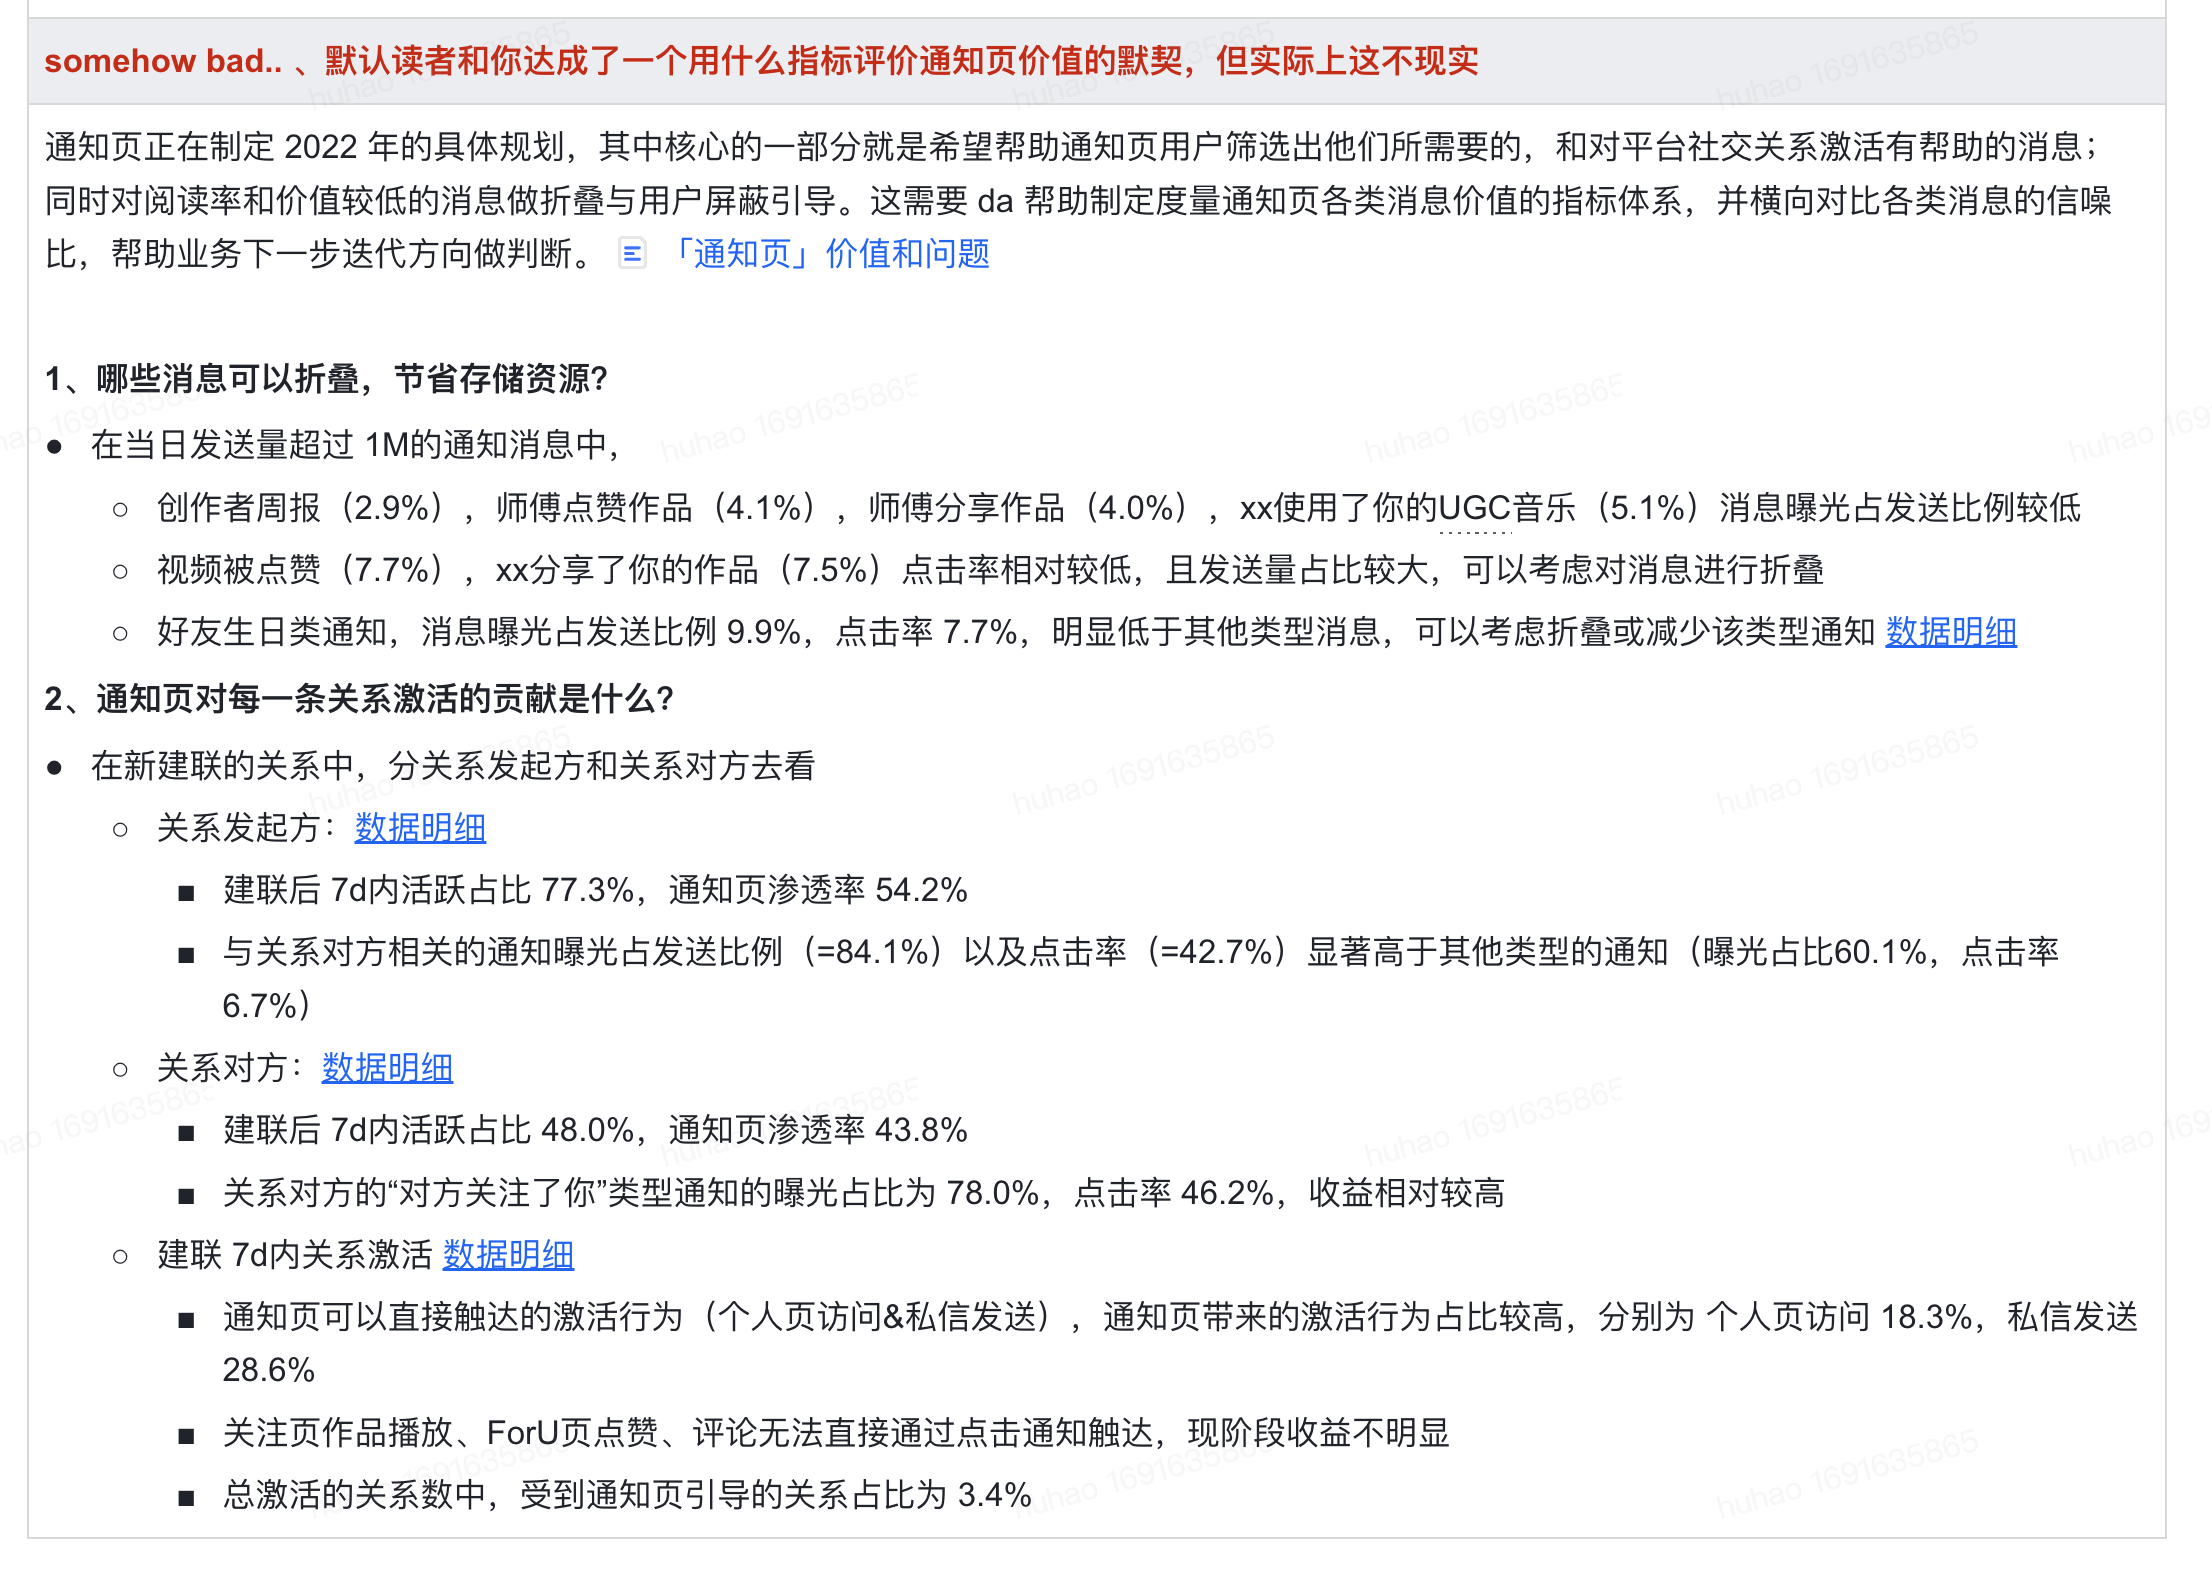 somehow bad.. 、默认读者和你达成了一个用什么指标评价通知页价值的默契，但实际上这不现实
通知页正在制定 2022 年的具体规划，其中核心的一部分就是希望帮助通知页用户筛选出他们所需要的，和对平台社交关系激活有帮助的消息；
同时对阅读率和价值较低的消息做折叠与用户屏蔽引导。这需要 da 帮助制定度量通知页各类消息价值的指标体系，并横向对比各类消息的信噪
比，帮助业务下一步迭代方向做判断。 「通知页」价值和问题
1、哪些消息可以折叠，节省存储资源?
● 在当日发送量超过 1M的通知消息中，
○ 创作者周报（2.9%），师傅点赞作品（4.1%），师傅分享作品（4.0%），xx使用了你的UGC音乐（5.1%）消息曝光占发送比例较低
○ 视频被点赞（7.7%），xx分享了你的作品（7.5%）点击率相对较低，且发送量占比较大，可以考虑对消息进行折叠
○ 好友生日类通知，消息曝光占发送比例 9.9%，点击率 7.7%，明显低于其他类型消息，可以考虑折叠或减少该类型通知 数据明细
2、通知页对每一条关系激活的贡献是什么?
● 在新建联的关系中，分关系发起方和关系对方去看
○ 关系发起方：数据明细
■ 建联后 7d内活跃占比 77.3%，通知页渗透率 54.2%
■ 与关系对方相关的通知曝光占发送比例（=84.1%）以及点击率（=42.7%）显著高于其他类型的通知（曝光占比60.1%，点击率
6.7%）
○ 关系对方：数据明细
■ 建联后 7d内活跃占比 48.0%，通知页渗透率 43.8%
■ 关系对方的“对方关注了你”类型通知的曝光占比为 78.0%，点击率 46.2%，收益相对较高
○ 建联 7d内关系激活 数据明细
■ 通知页可以直接触达的激活行为（个人页访问&私信发送），通知页带来的激活行为占比较高，分别为 个人页访问 18.3%，私信发送
28.6%
■ 关注页作品播放、ForU页点赞、评论无法直接通过点击通知触达，现阶段收益不明显
■ 总激活的关系数中，受到通知页引导的关系占比为 3.4%
huhao 1691635865